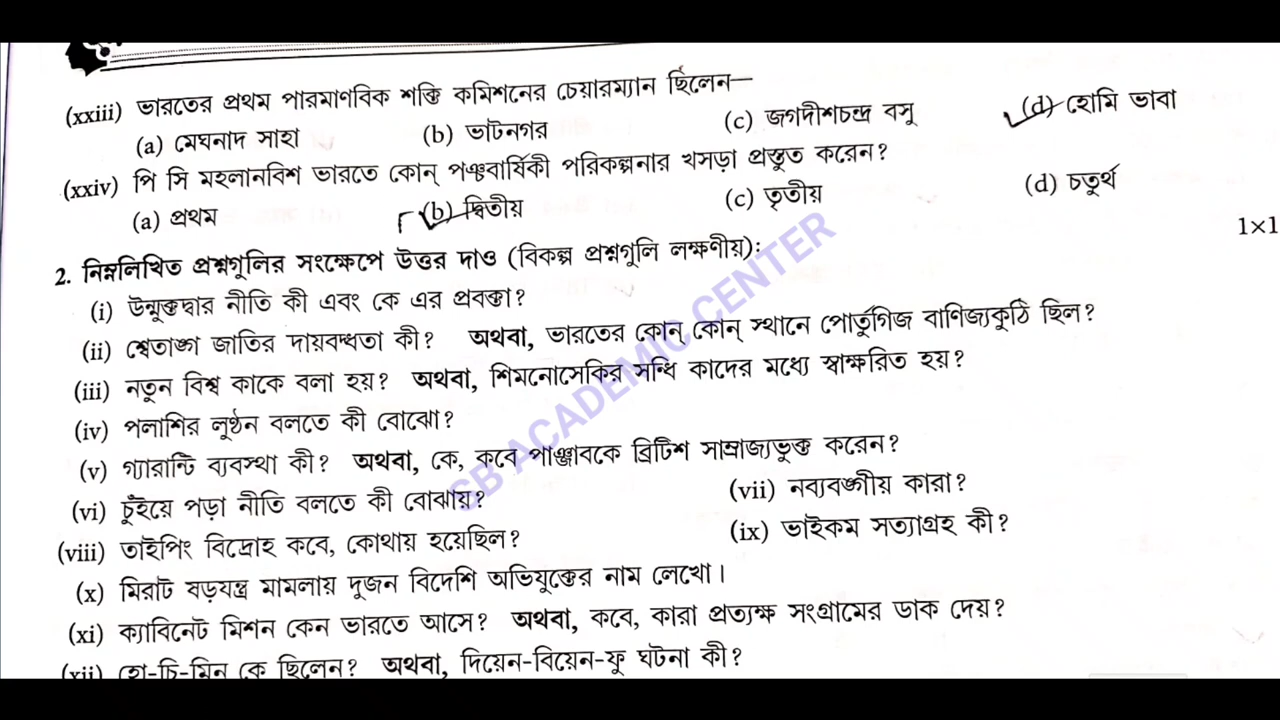 (xxiii) ভারতের প্রথম পারমাণবিক শক্তি কমিশনের চেয়ারম্যান ছিলেন—
(a) মেঘনাদ সাহা (b) ভাটনগর (c) জগদীশচন্দ্র বসু (d) হোমি ভাবা
(xxiv) পি সি মহলানবিশ ভারতে কোন্ পঞ্চবার্ষিকী পরিকল্পনার খসড়া প্রস্তুত করেন?
(a) প্রথম (b) দ্বিতীয় (c) তৃতীয় (d) চতুর্থ
1×1
2. নিম্নলিখিত প্রশ্নগুলির সংক্ষেপে উত্তর দাও (বিকল্প প্রশ্নগুলি লক্ষণীয়):
(i) উন্মুক্তদ্বার নীতি কী এবং কে এর প্রবক্তা?
(ii) শ্বেতাঙ্গ জাতির দায়বদ্ধতা কী? অথবা, ভারতের কোন্ কোন্ স্থানে পোর্তুগিজ বাণিজ্যকুঠি ছিল?
(iii) নতুন বিশ্ব কাকে বলা হয়? অথবা, শিমনোসেকির সন্ধি কাদের মধ্যে স্বাক্ষরিত হয়?
(iv) পলাশির লুণ্ঠন বলতে কী বোঝো?
(v) গ্যারান্টি ব্যবস্থা কী? অথবা, কে, কবে পাঞ্জাবকে ব্রিটিশ সাম্রাজ্যভুক্ত করেন?
(vi) চুঁইয়ে পড়া নীতি বলতে কী বোঝায়? (vii) নব্যবঙ্গীয় কারা?
(viii) তাইপিং বিদ্রোহ কবে, কোথায় হয়েছিল? (ix) ভাইকম সত্যাগ্রহ কী?
(x) মিরাট ষড়যন্ত্র মামলায় দুজন বিদেশি অভিযুক্তের নাম লেখো।
(xi) ক্যাবিনেট মিশন কেন ভারতে আসে? অথবা, কবে, কারা প্রত্যক্ষ সংগ্রামের ডাক দেয়?
(xii) হো-চি-মিন কে ছিলেন? অথবা, দিয়েন-বিয়েন-ফু ঘটনা কী?
SB ACADEMIC CENTER